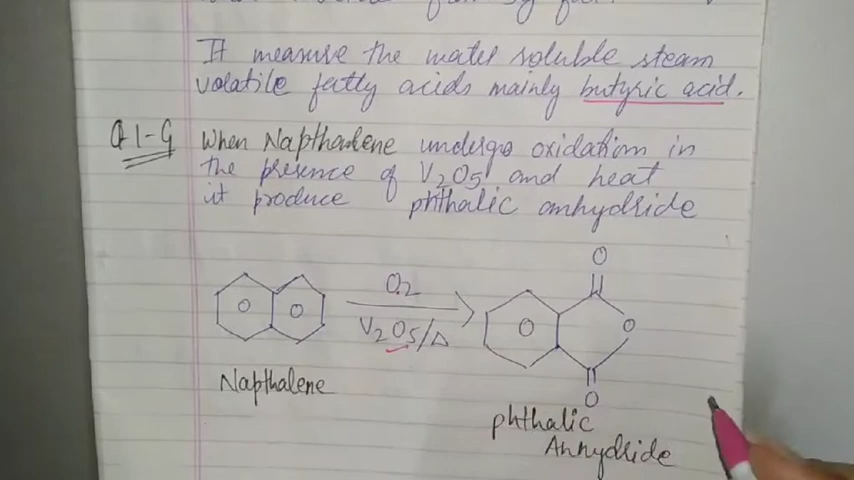 It measure the water soluble steam
volatile fatty acids mainly butyric acid.
Q1-G When Napthalene undergo oxidation in
the presence of V2O5 and heat
it produce phthalic anhydride
O
O2
V2O5/Δ
O
O
O
O
O
Napthalene
phthalic
Anhydride